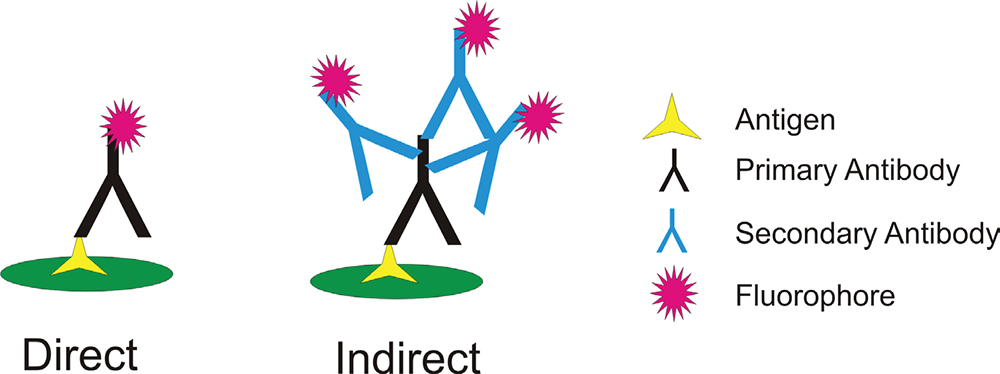 Direct
Indirect
Antigen
Primary Antibody
Secondary Antibody
Fluorophore